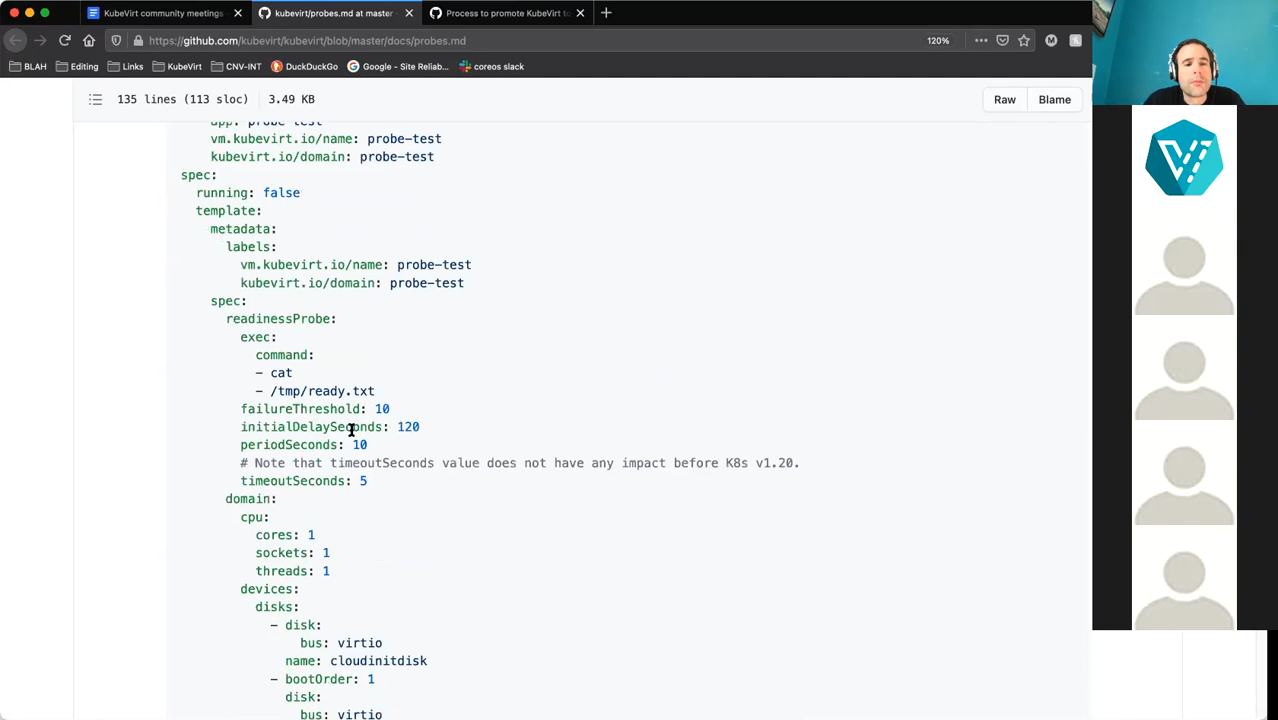 KubeVirt community meetings
kubevirt/probes.md at master
Process to promote KubeVirt to
https://github.com/kubevirt/kubevirt/blob/master/docs/probes.md
120%
M
BLAH
Editing
Links
KubeVirt
CNV-INT
DuckDuckGo
Google - Site Reliab...
coreos slack
135 lines (113 sloc)
3.49 KB
Raw
Blame
app: probe-test
vm.kubevirt.io/name: probe-test
kubevirt.io/domain: probe-test
spec:
running: false
template:
metadata:
labels:
vm.kubevirt.io/name: probe-test
kubevirt.io/domain: probe-test
spec:
readinessProbe:
exec:
command:
- cat
- /tmp/ready.txt
failureThreshold: 10
initialDelaySeconds: 120
periodSeconds: 10
# Note that timeoutSeconds value does not have any impact before K8s v1.20.
timeoutSeconds: 5
domain:
cpu:
cores: 1
sockets: 1
threads: 1
devices:
disks:
- disk:
bus: virtio
name: cloudinitdisk
- bootOrder: 1
disk:
bus: virtio